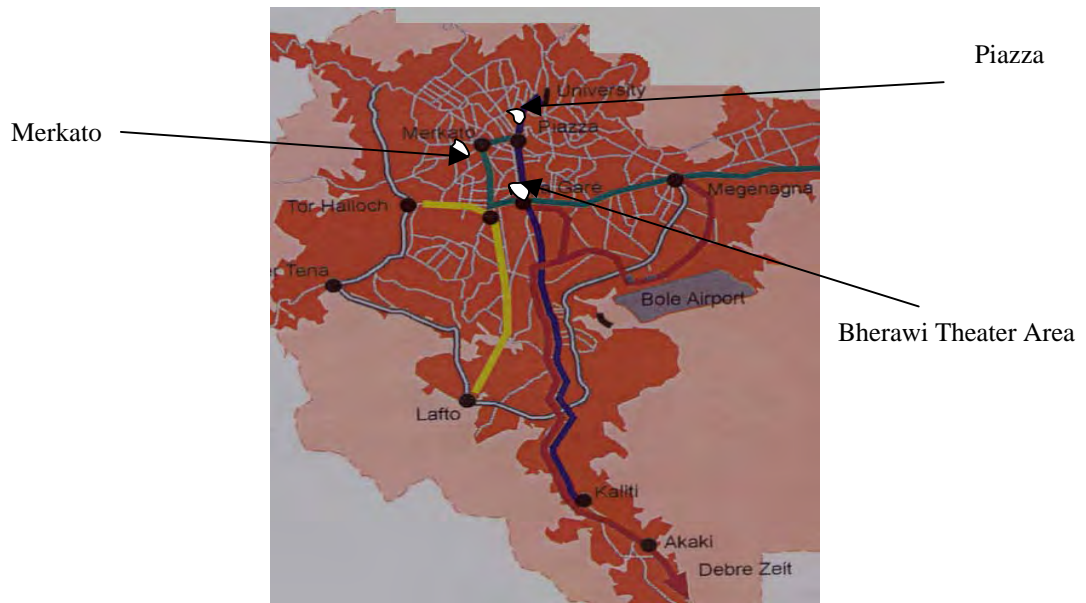 Piazza
University
Merkato
Merkato
Piazza
Gare
Megenagna
Tor Halloch
Tena
Bole Airport
Bherawi Theater Area
Lafto
Kaliti
Akaki
Debre Zeit